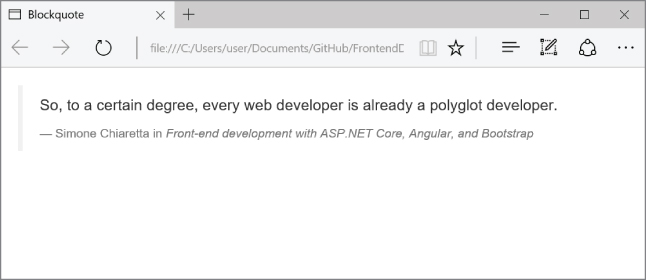 Blockquote
file:///C:/Users/user/Documents/GitHub/FrontendD
So, to a certain degree, every web developer is already a polyglot developer.
— Simone Chiaretta in Front-end development with ASP.NET Core, Angular, and Bootstrap